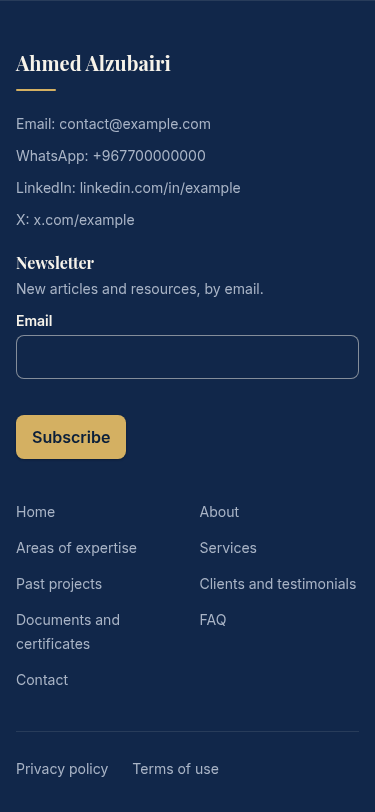 Ahmed Alzubairi
Email: contact@example.com
WhatsApp: +967700000000
LinkedIn: linkedin.com/in/example
X: x.com/example
Newsletter
New articles and resources, by email.
Email
Subscribe
Home
About
Areas of expertise
Services
Past projects
Clients and testimonials
Documents and
certificates
FAQ
Contact
Privacy policy
Terms of use